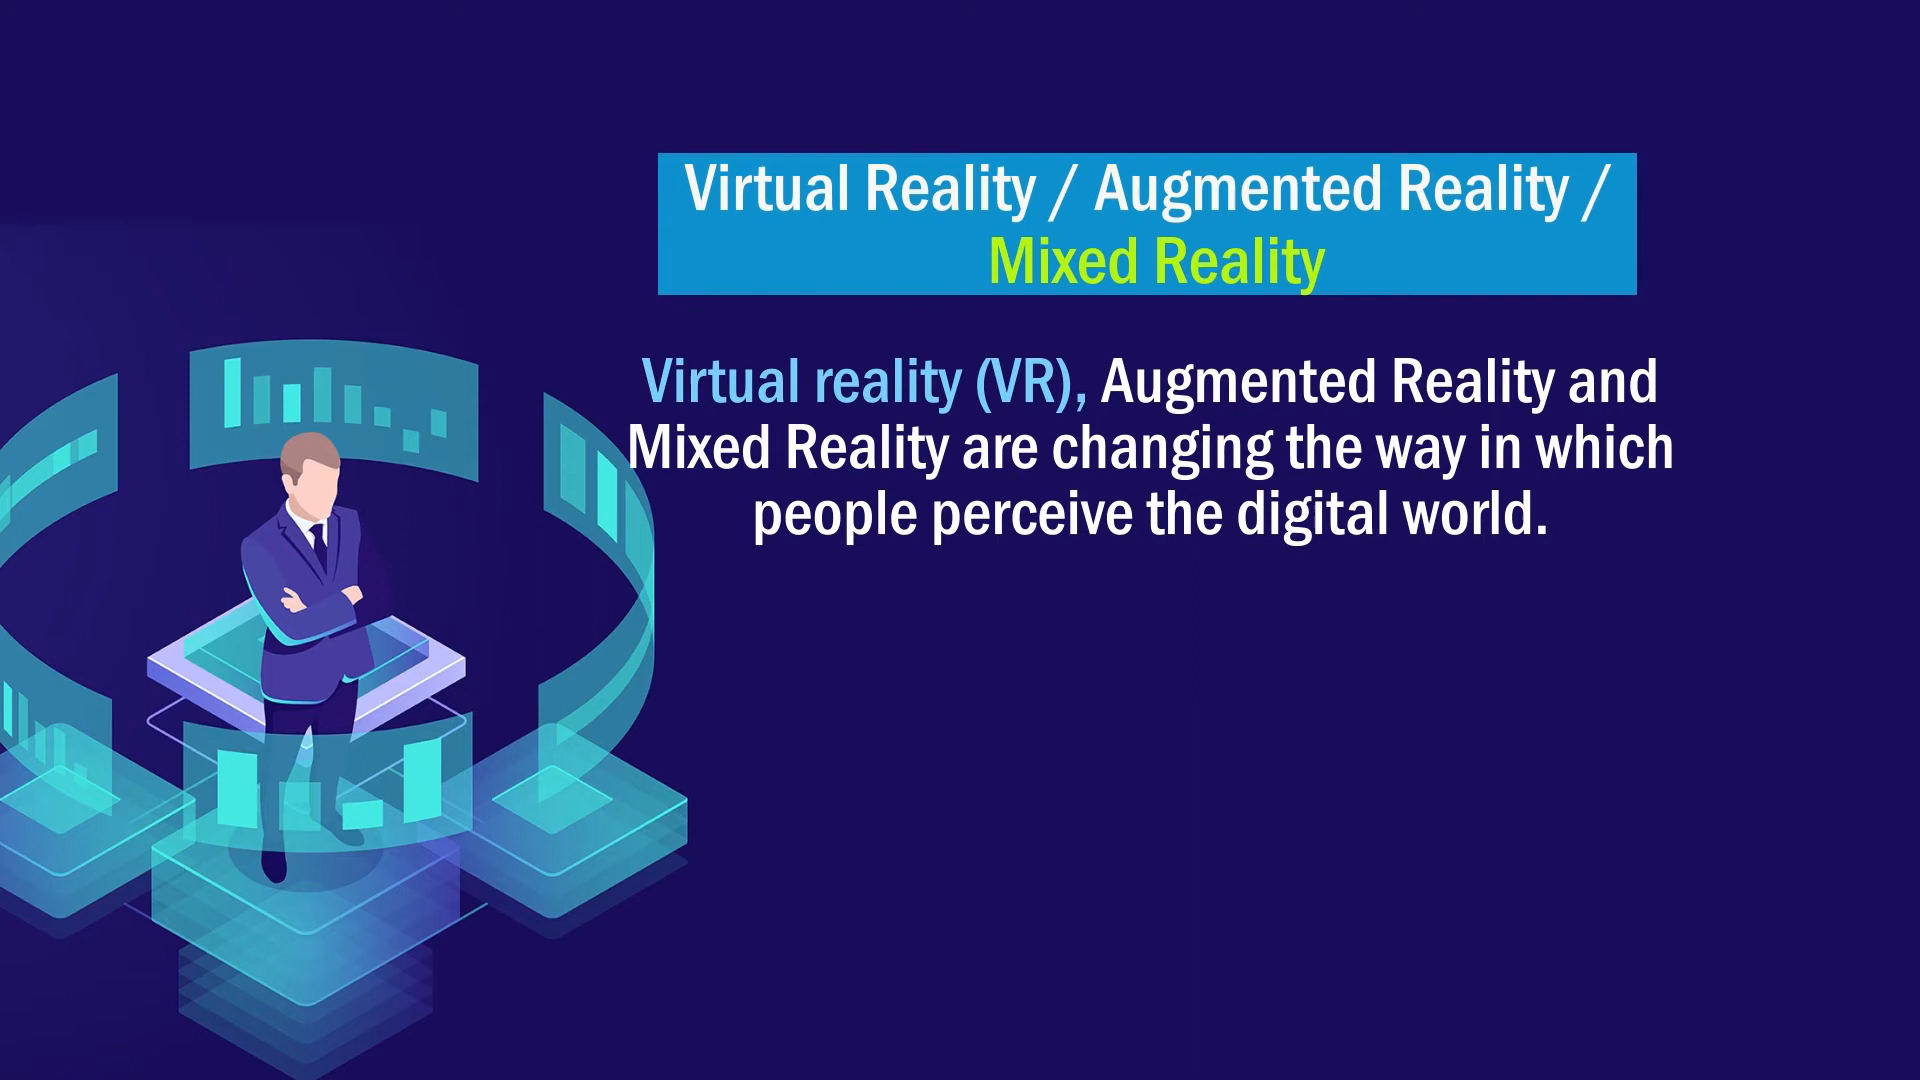 Virtual Reality / Augmented Reality /
Mixed Reality
Virtual reality (VR), Augmented Reality and
Mixed Reality are changing the way in which
people perceive the digital world.